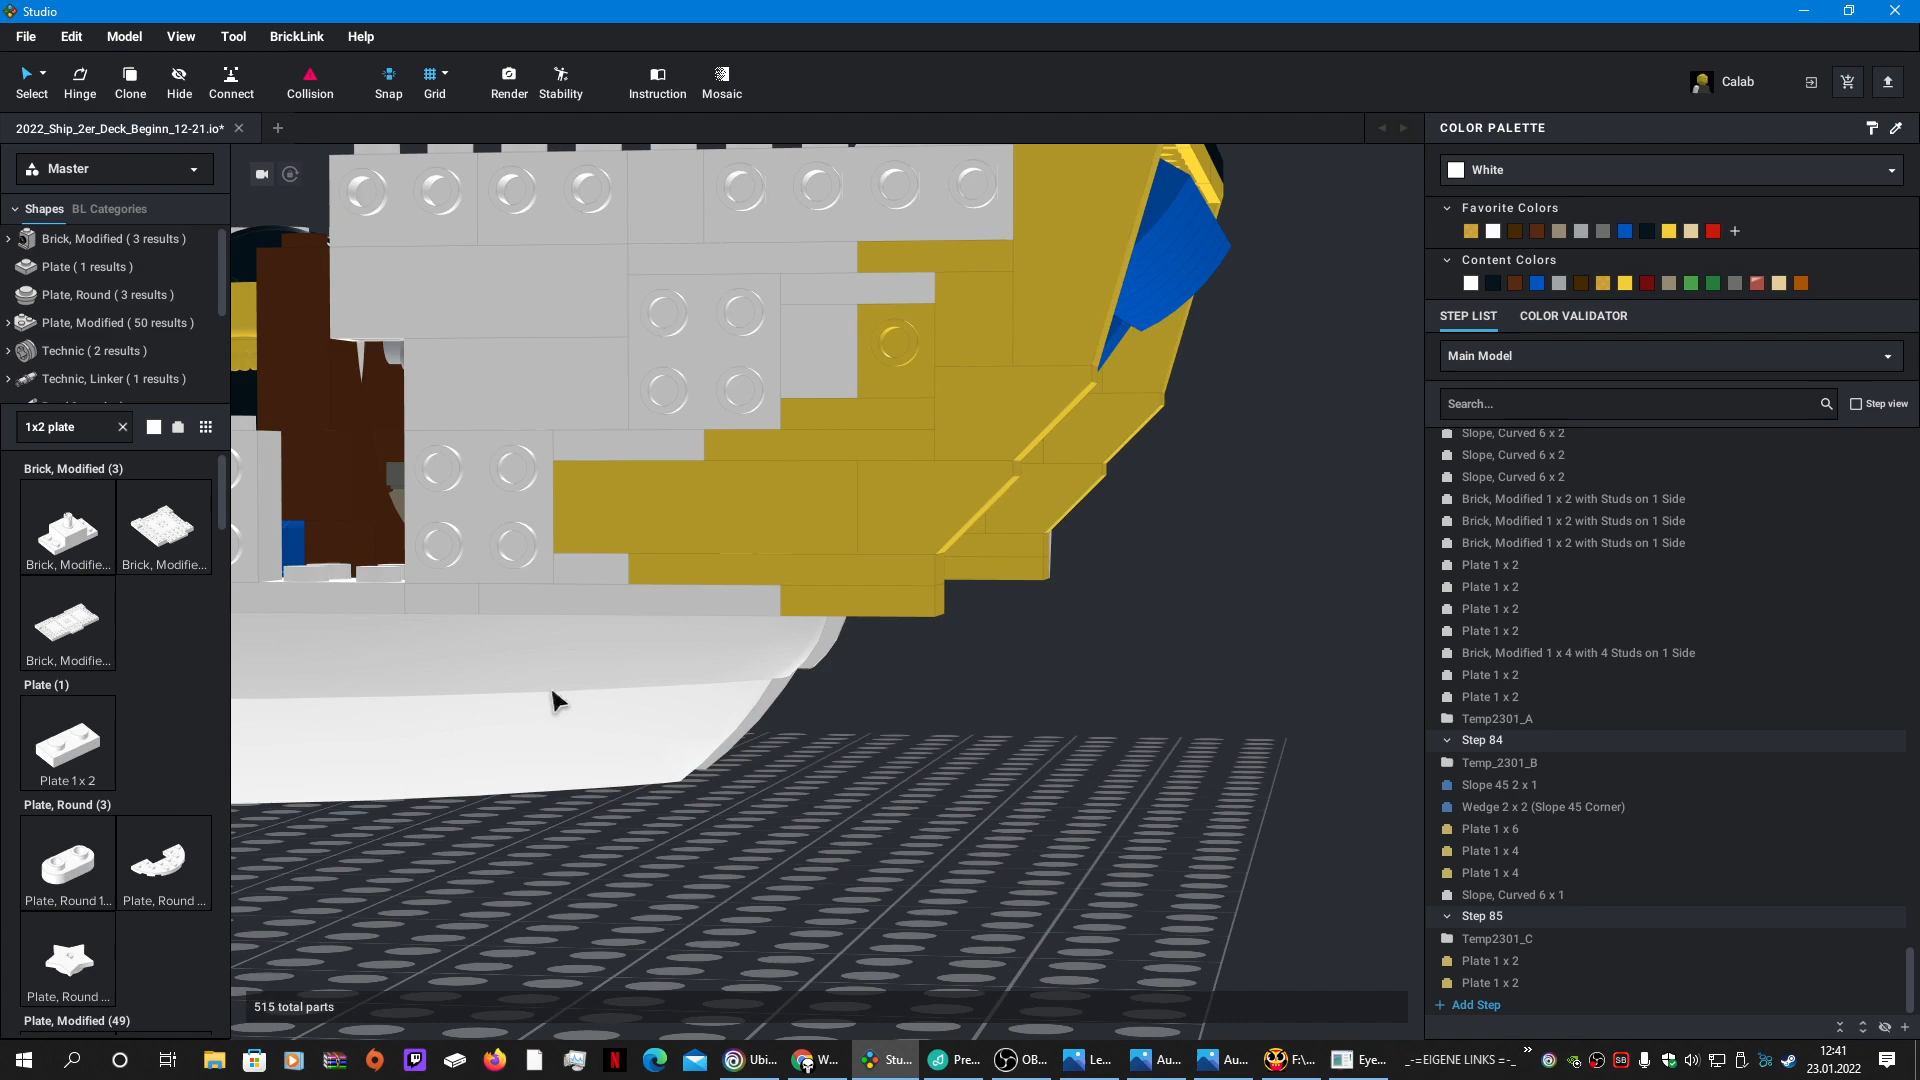 Studio
File Edit Model View Tool BrickLink Help
Select Hinge Clone Hide Connect Collision Snap Grid Render Stability Instruction Mosaic
Calab
2022_Ship_2er_Deck_Beginn_12-21.io*
Master
Shapes BL Categories
Brick, Modified ( 3 results )
Plate ( 1 results )
Plate, Round ( 3 results )
Plate, Modified ( 50 results )
Technic ( 2 results )
Technic, Linker ( 1 results )
1x2 plate
Brick, Modified (3)
Brick, Modifie... Brick, Modifie...
Brick, Modifie...
Plate (1)
Plate 1 x 2
Plate, Round (3)
Plate, Round 1... Plate, Round ...
Plate, Round ...
Plate, Modified (49)
515 total parts
COLOR PALETTE
White
Favorite Colors
Content Colors
STEP LIST COLOR VALIDATOR
Main Model
Search... Step view
Slope, Curved 6 x 2
Slope, Curved 6 x 2
Slope, Curved 6 x 2
Brick, Modified 1 x 2 with Studs on 1 Side
Brick, Modified 1 x 2 with Studs on 1 Side
Brick, Modified 1 x 2 with Studs on 1 Side
Plate 1 x 2
Plate 1 x 2
Plate 1 x 2
Plate 1 x 2
Brick, Modified 1 x 4 with 4 Studs on 1 Side
Plate 1 x 2
Plate 1 x 2
Temp2301_A
Step 84
Temp_2301_B
Slope 45 2 x 1
Wedge 2 x 2 (Slope 45 Corner)
Plate 1 x 6
Plate 1 x 4
Plate 1 x 4
Slope, Curved 6 x 1
Step 85
Temp2301_C
Plate 1 x 2
Plate 1 x 2
+ Add Step
Ubi... W... Stu... Pre... OB... Le... Au... Au... F:\... Eye... _-=EIGENE LINKS =-_ » 12:41
23.01.2022